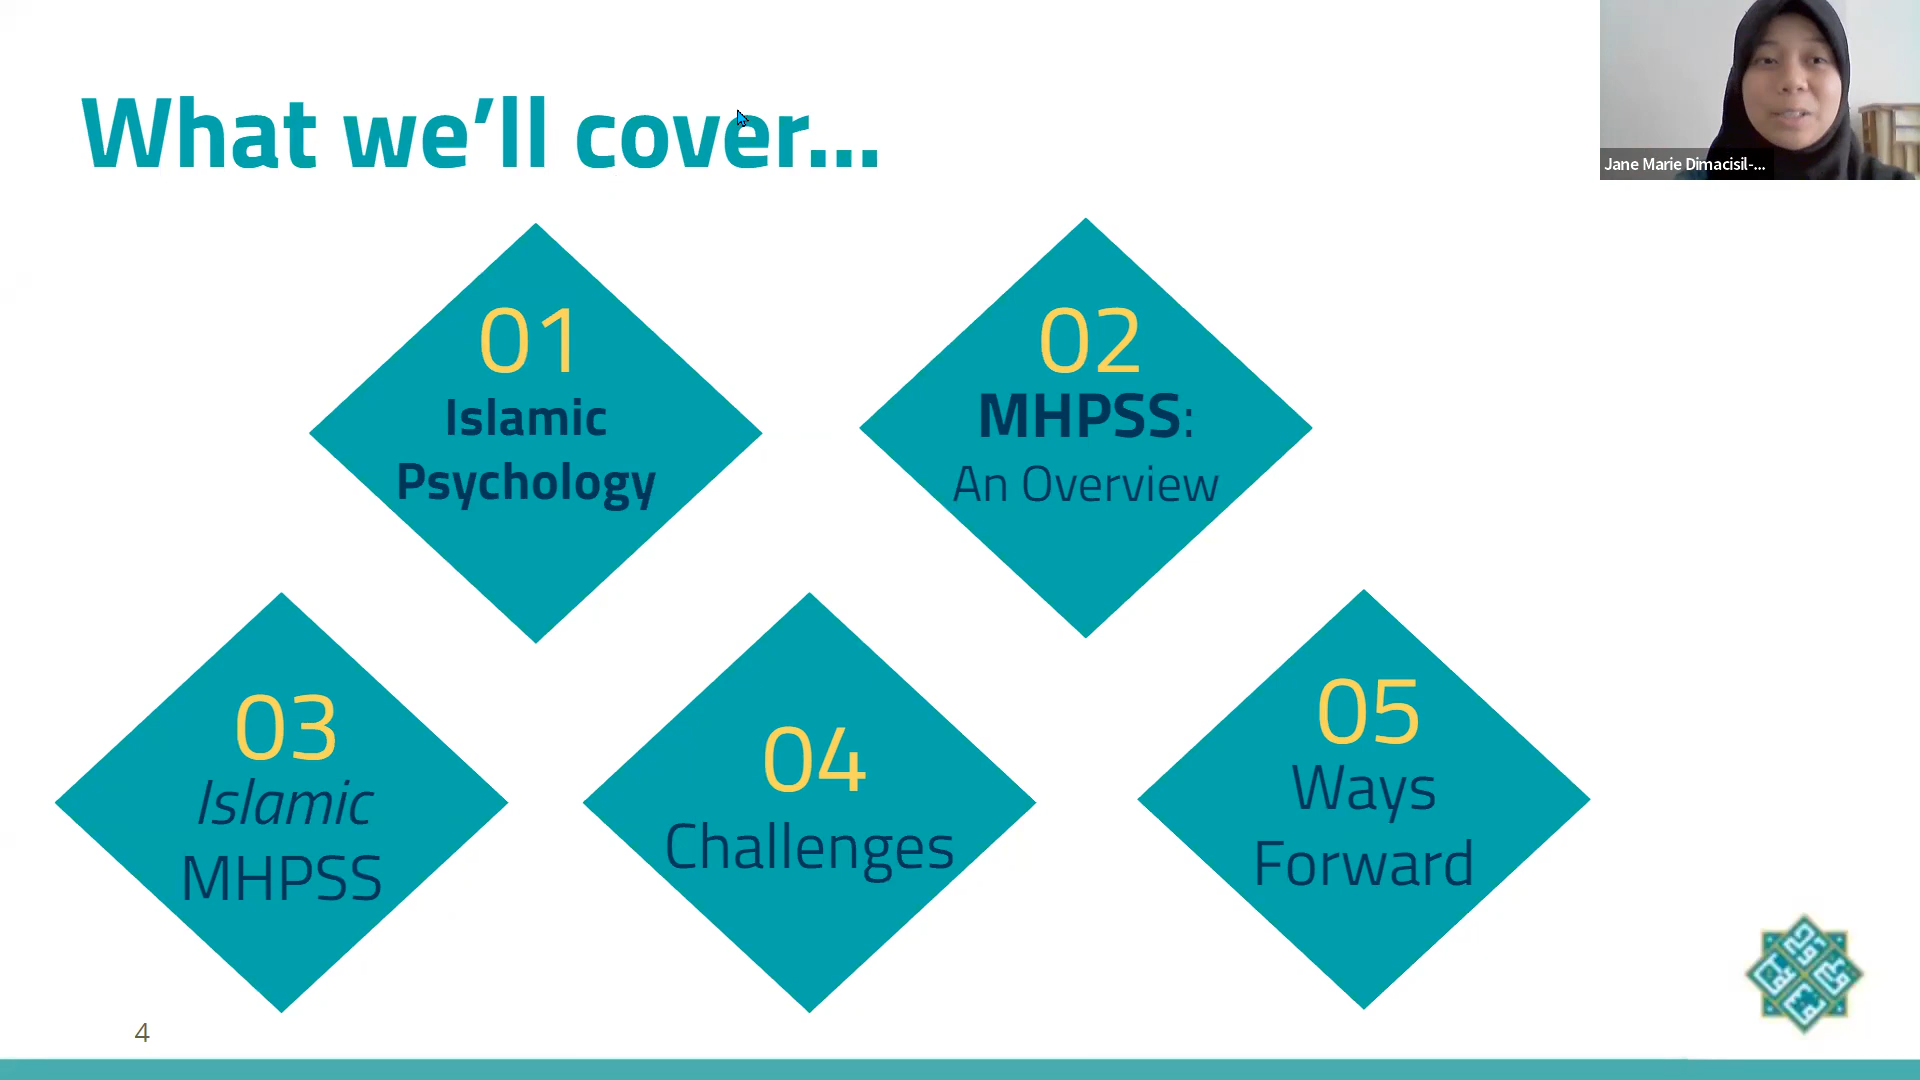 What we’ll cover...
Jane Marie Dimacisil-...
01
Islamic
Psychology
02
MHPSS:
An Overview
03
Islamic
MHPSS
04
Challenges
05
Ways
Forward
4